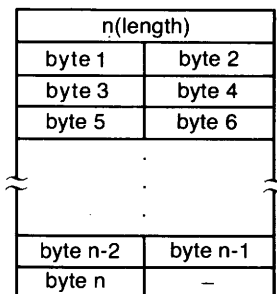 n(length)
byte 1 byte 2
byte 3 byte 4
byte 5 byte 6
byte n-2 byte n-1
byte n –